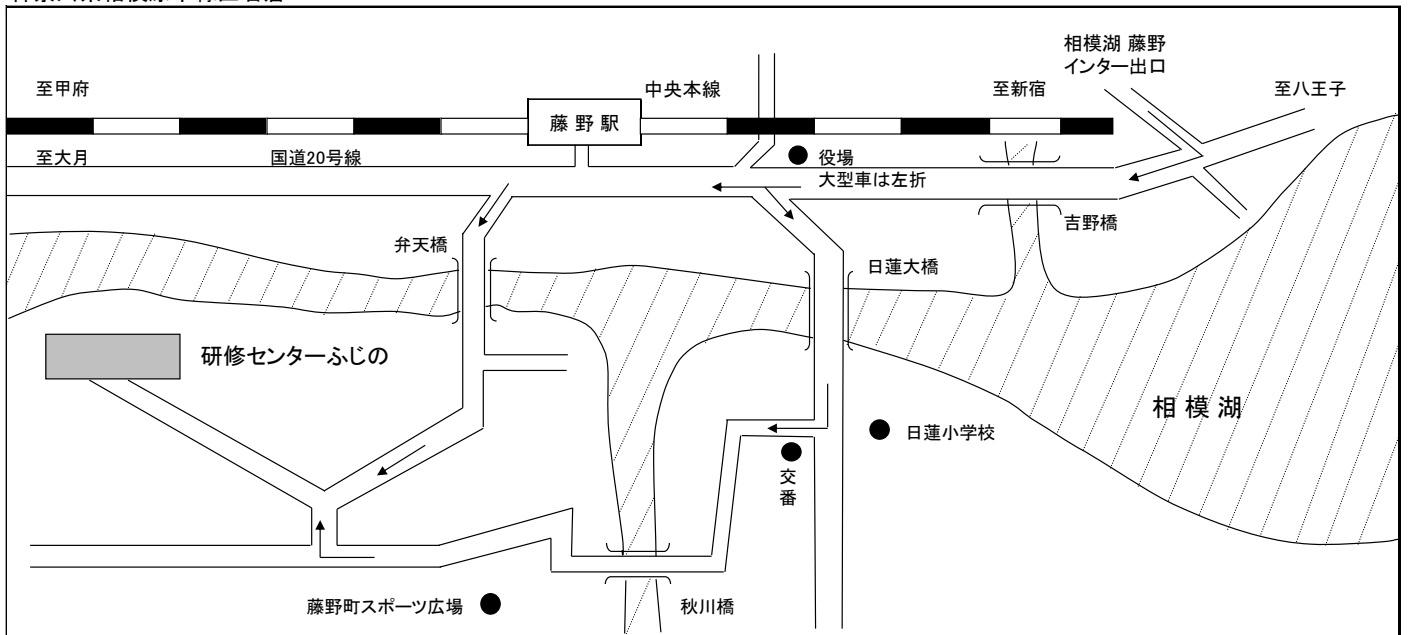 相模湖 藤野
インター出口
至甲府
中央本線
至新宿
至八王子
藤野駅
至大月
国道20号線
役場
大型車は左折
吉野橋
弁天橋
日蓮大橋
研修センターふじの
相模湖
日蓮小学校
交番
藤野町スポーツ広場
秋川橋